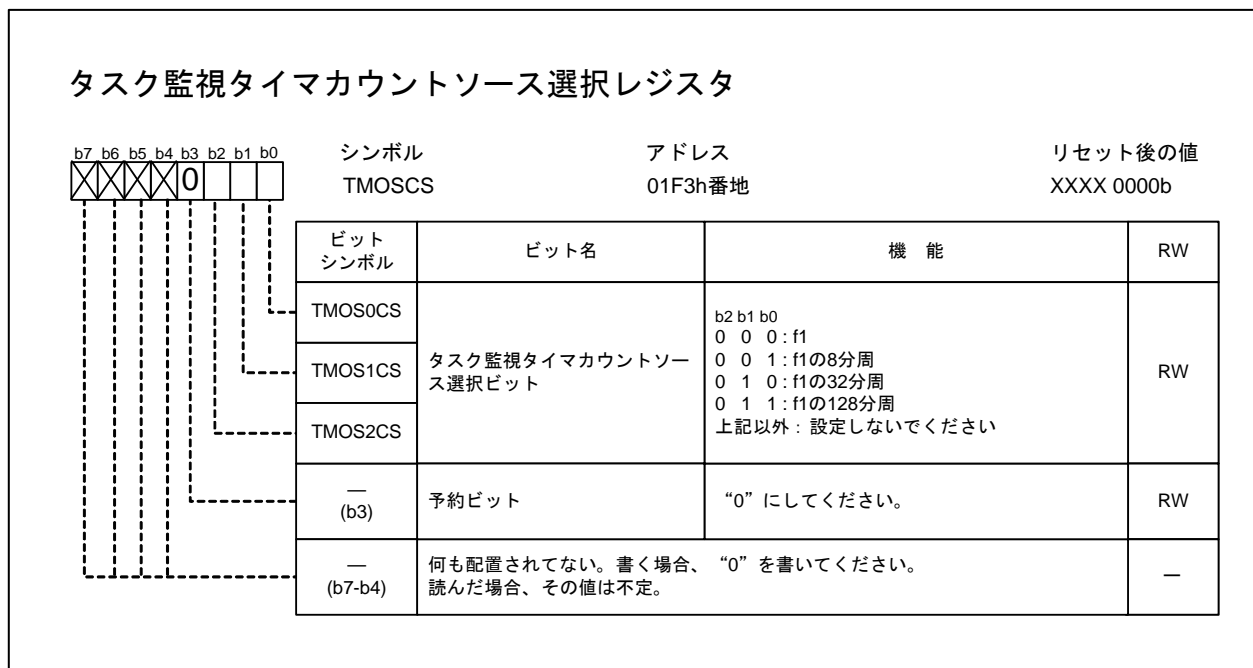 タスク監視タイマカウントソース選択レジスタ
b7 b6 b5 b4 b3 b2 b1 b0
0
シンボル アドレス リセット後の値
TMOSCS 01F3h番地 XXXX 0000b
ビット
シンボル
ビット名
機 能
RW
TMOS0CS
TMOS1CS
TMOS2CS
タスク監視タイマカウントソー
ス選択ビット
b2 b1 b0
0 0 0 : f1
0 0 1 : f1の8分周
0 1 0 : f1の32分周
0 1 1 : f1の128分周
上記以外 : 設定しないでください
RW
—
(b3)
予約ビット
“0”にしてください。
RW
—
(b7-b4)
何も配置されてない。書く場合、“0”を書いてください。
読んだ場合、その値は不定。
—